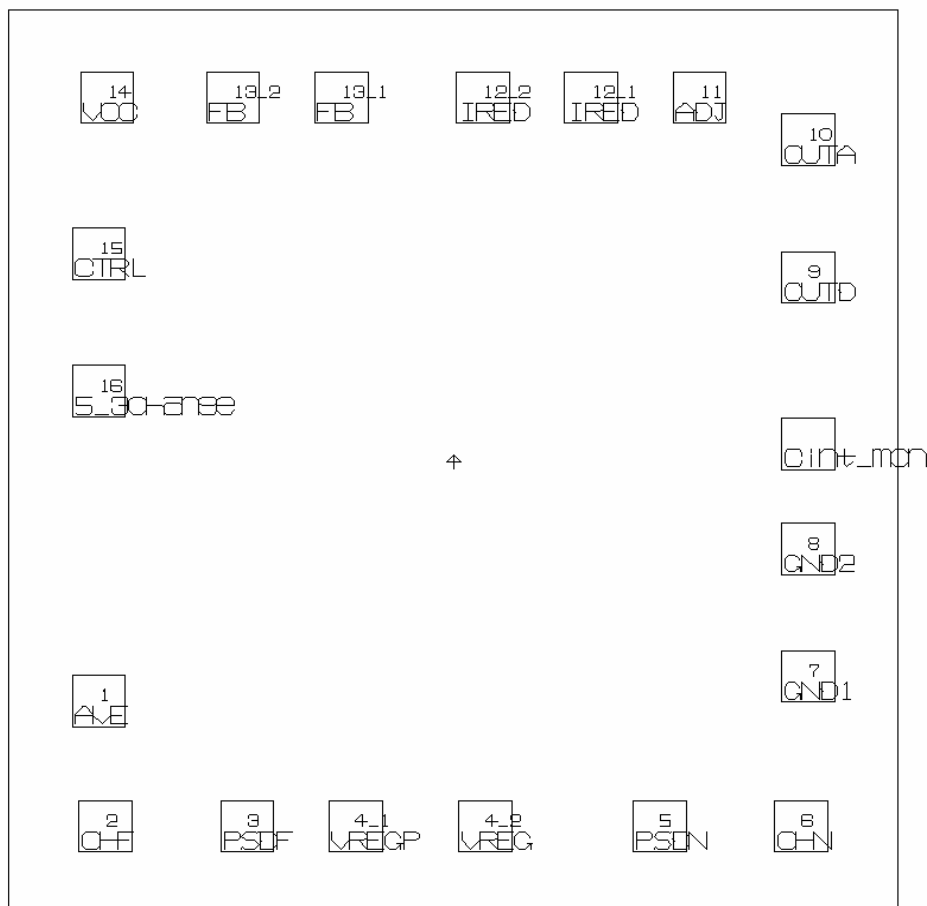 14
VCC
13_2
FB
13_1
FB
12_2
IRED
12_1
IRED
11
ADJ
10
OUTA
15
CTRL
9
OUTD
16
5_3change
Cint_mon
8
GND2
7
GND1
1
AVE
2
CHF
3
PSDF
4_1
VREGP
4_2
VREG
5
PSDN
6
CHN